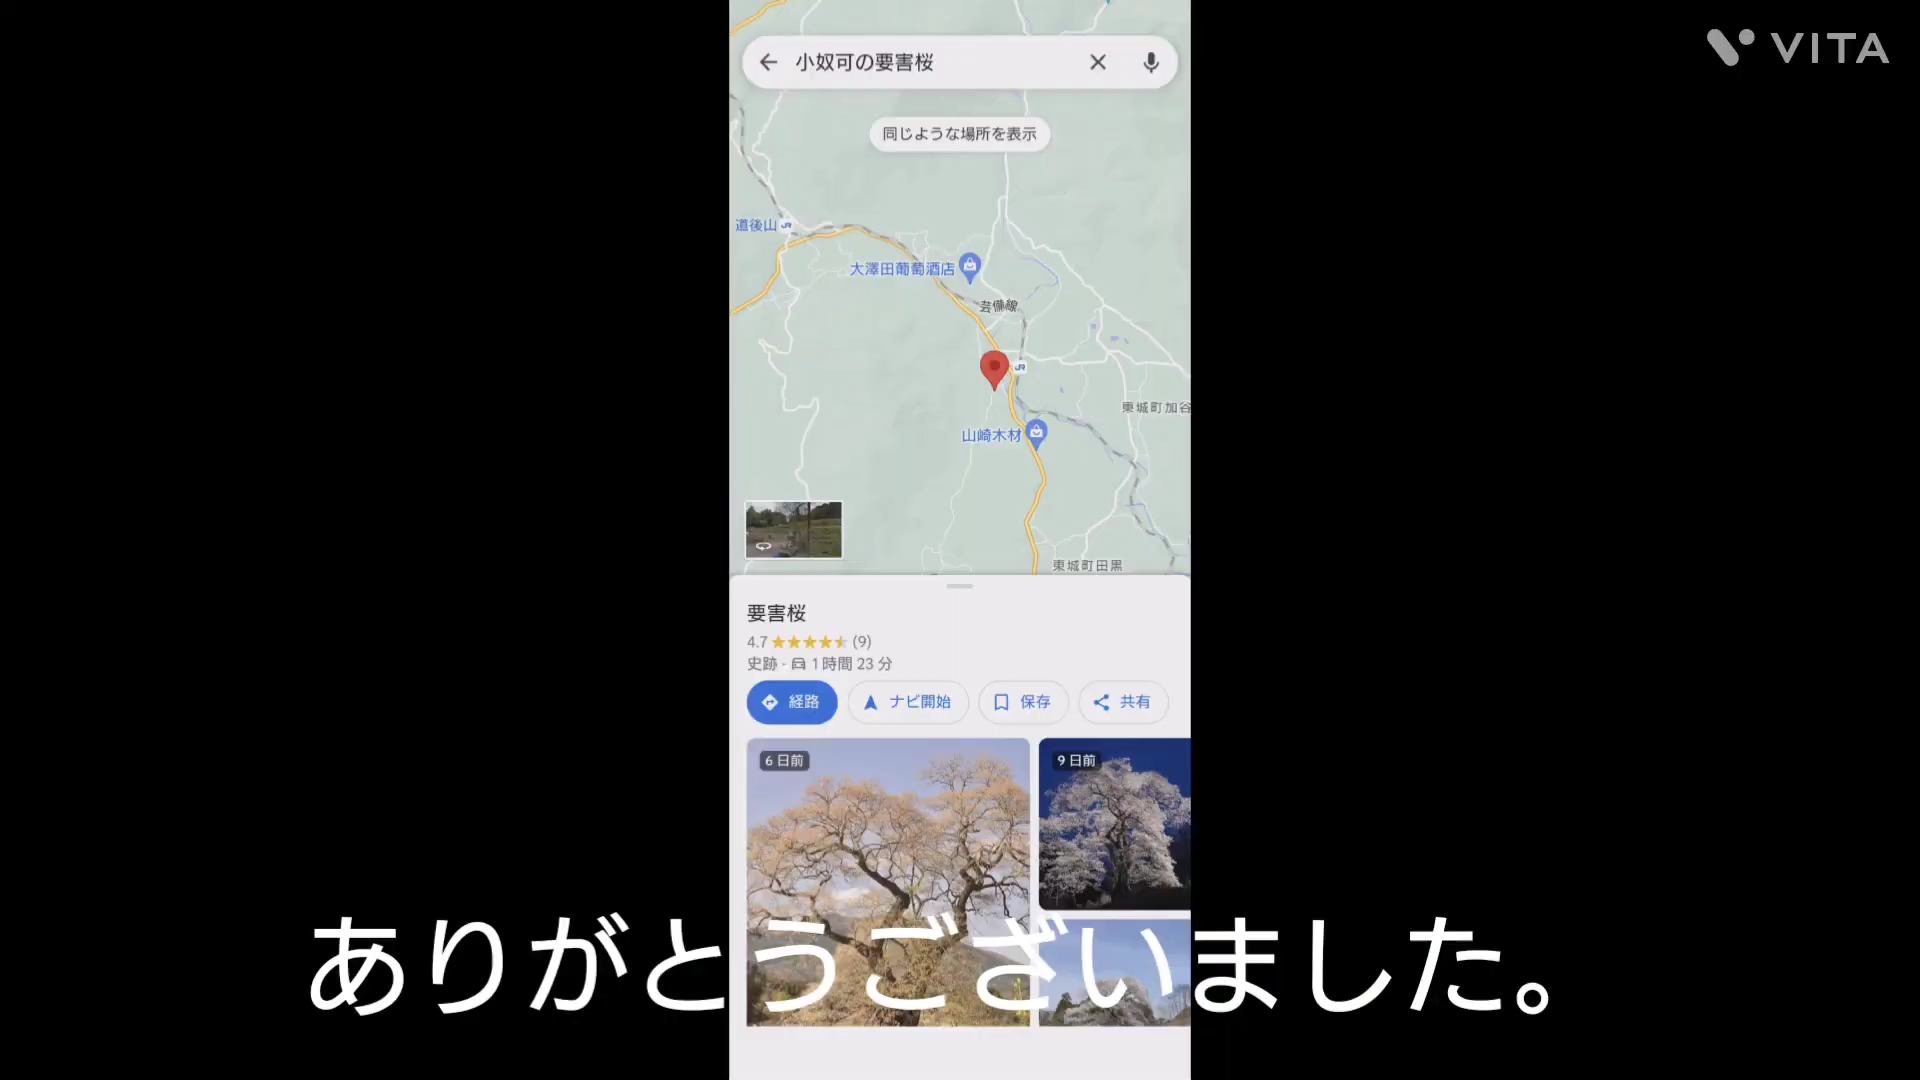 VITA
小奴可の要害桜
同じような場所を表示
道後山
大澤田葡萄酒店
芸備線
JR
山崎木材
東城町加谷
東城町田黒
要害桜
4.7 (9)
史跡 · 1 時間 23 分
経路 ナビ開始 保存 共有
6 日前
9 日前
ありがとうございました。